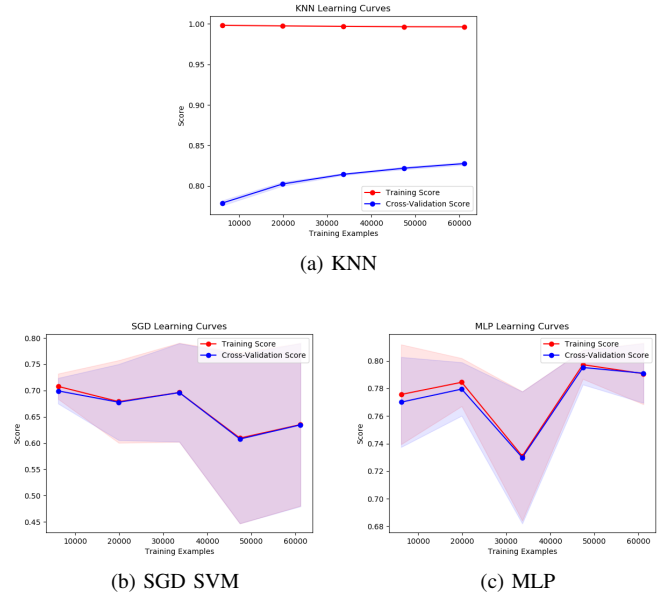 KNN Learning Curves
1.00
0.95
0.90
0.85
0.80
Score
Training Score
Cross-Validation Score
10000 20000 30000 40000 50000 60000
Training Examples
(a) KNN
SGD Learning Curves
0.80
0.75
0.70
0.65
0.60
0.55
0.50
0.45
Score
Training Score
Cross-Validation Score
10000 20000 30000 40000 50000 60000
Training Examples
(b) SGD SVM
MLP Learning Curves
0.80
0.78
0.76
0.74
0.72
0.70
0.68
Score
Training Score
Cross-Validation Score
10000 20000 30000 40000 50000 60000
Training Examples
(c) MLP